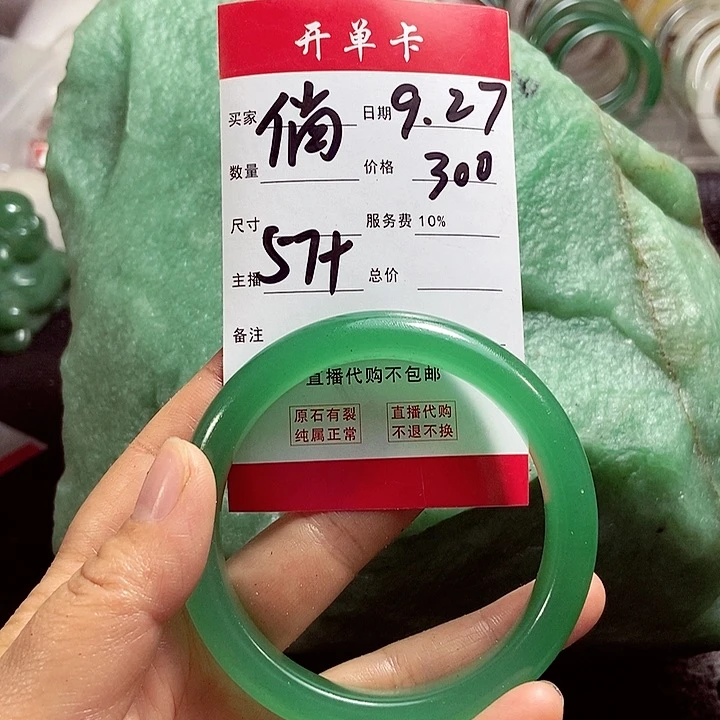 开单卡
买家 俏 日期 9.27
数量 价格 300
尺寸 57+ 服务费 10%
主播 总价
备注
直播代购不包邮
原石有裂 直播代购
纯属正常 不退不换